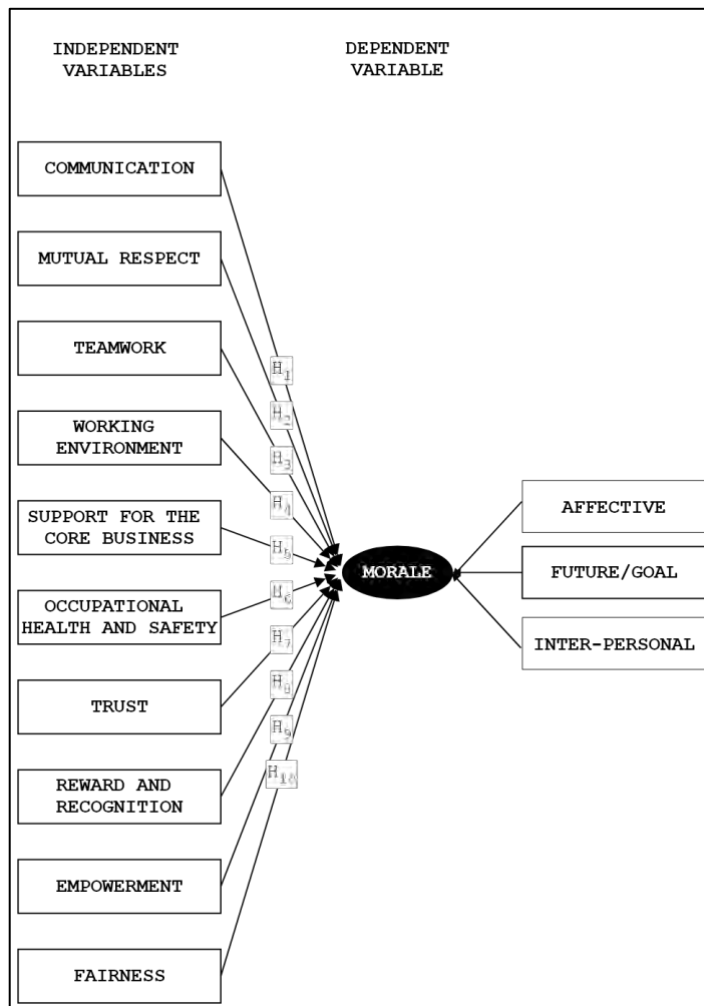 INDEPENDENT
VARIABLES
DEPENDENT
VARIABLE
COMMUNICATION
MUTUAL RESPECT
TEAMWORK
WORKING
ENVIRONMENT
SUPPORT FOR THE
CORE BUSINESS
OCCUPATIONAL
HEALTH AND SAFETY
TRUST
REWARD AND
RECOGNITION
EMPOWERMENT
FAIRNESS
H1
H2
H3
H4
H5
H6
H7
H8
H9
H10
MORALE
AFFECTIVE
FUTURE/GOAL
INTER-PERSONAL